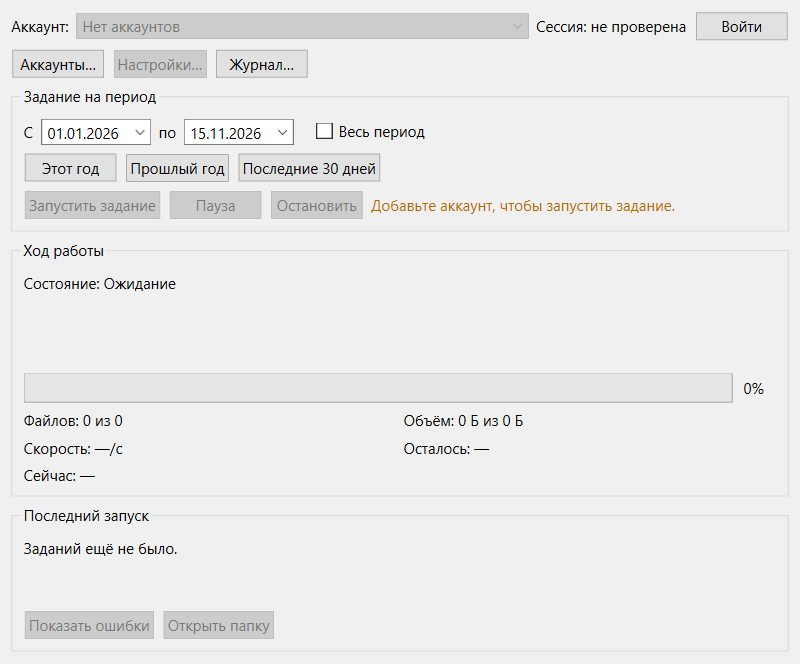 Аккаунт: Нет аккаунтов Сессия: не проверена Войти
Аккаунты... Настройки... Журнал...
Задание на период
С 01.01.2026 по 15.11.2026 Весь период
Этот год Прошлый год Последние 30 дней
Запустить задание Пауза Остановить Добавьте аккаунт, чтобы запустить задание.
Ход работы
Состояние: Ожидание
0%
Файлов: 0 из 0 Объём: 0 Б из 0 Б
Скорость: —/с Осталось: —
Сейчас: —
Последний запуск
Заданий ещё не было.
Показать ошибки Открыть папку